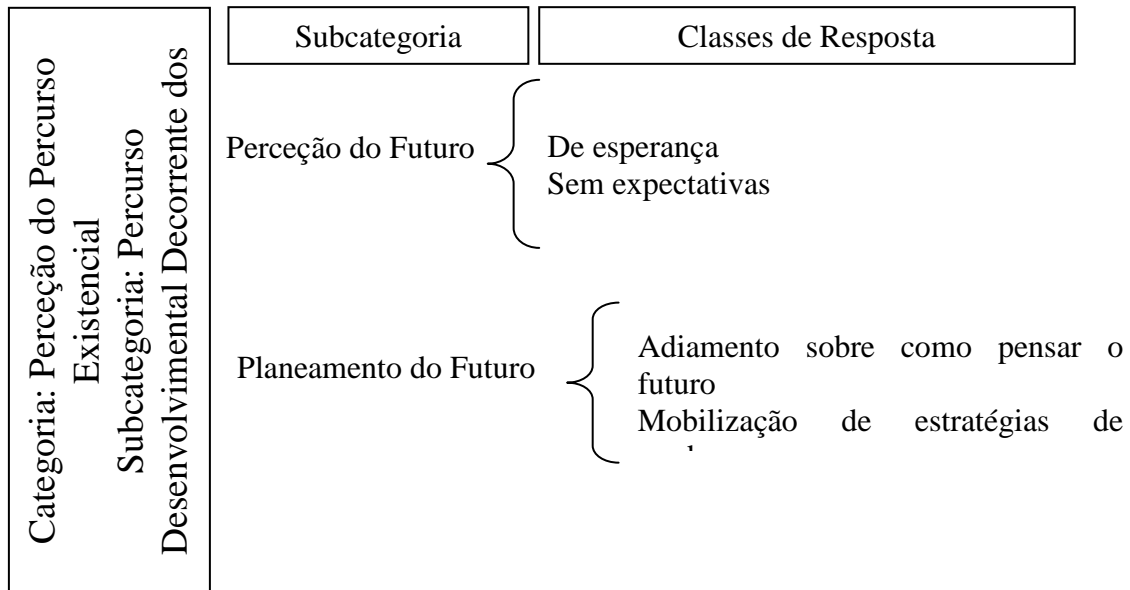 Categoria: Perceção do Percurso
Existencial
Subcategoria: Percurso
Desenvolvimental Decorrente dos
Subcategoria
Classes de Resposta
Perceção do Futuro
De esperança
Sem expectativas
Planeamento do Futuro
Adiamento sobre como pensar o
futuro
Mobilização de estratégias de